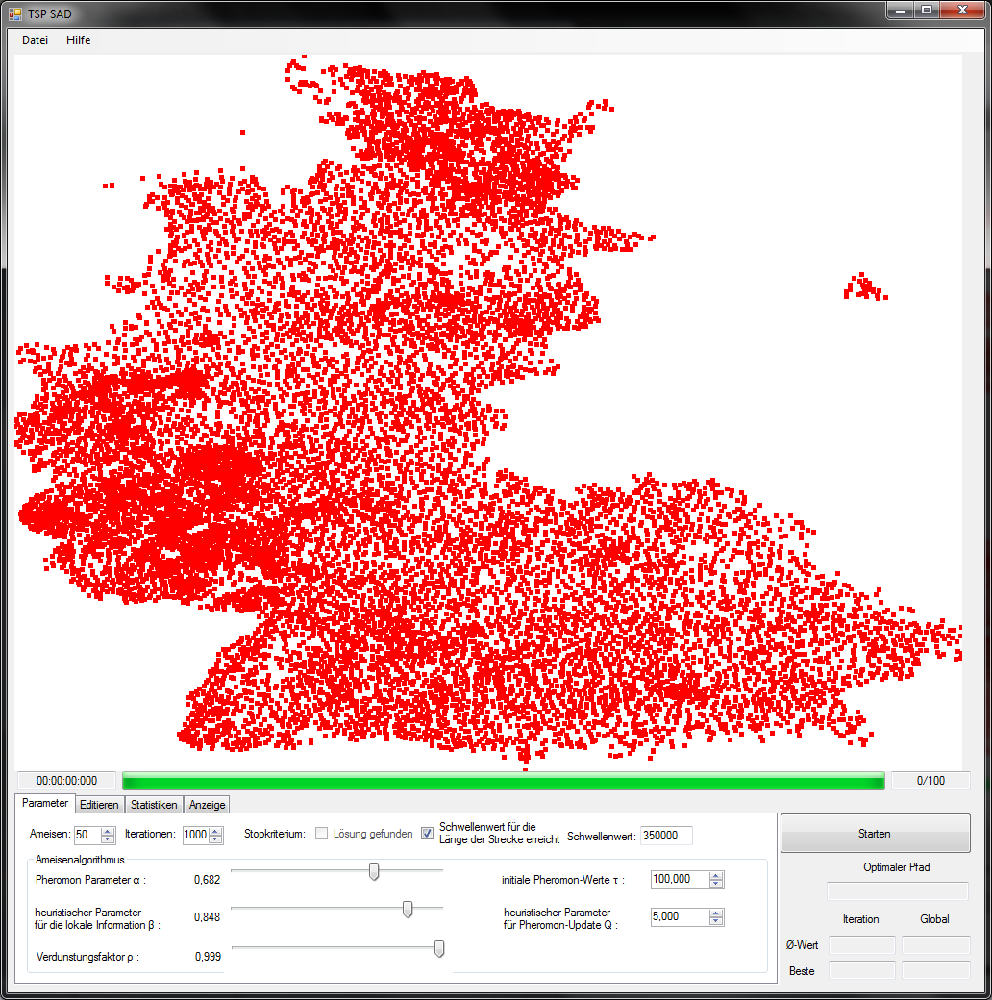 TSP SAD
Datei Hilfe
00:00:00:000 0/100
Parameter Editieren Statistiken Anzeige
Ameisen: 50 Iterationen: 1000 Stopkriterium: Lösung gefunden Schwellenwert für die
Länge der Strecke erreicht Schwellenwert: 350000
Starten
Ameisenalgorithmus
Optimaler Pfad
Pheromon Parameter α : 0,682 initiale Pheromon-Werte τ : 100,000
heuristischer Parameter
für die lokale Information β : 0,848
heuristischer Parameter
für Pheromon-Update Q : 5,000
Iteration Global
Verdunstungsfaktor ρ : 0,999
Ø-Wert
Beste